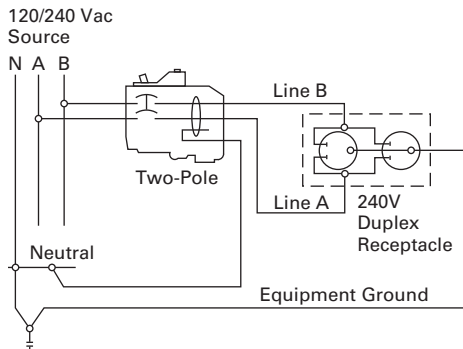 120/240 Vac
Source
N A B
Line B
Two-Pole
Line A
240V
Duplex
Receptacle
Neutral
Equipment Ground